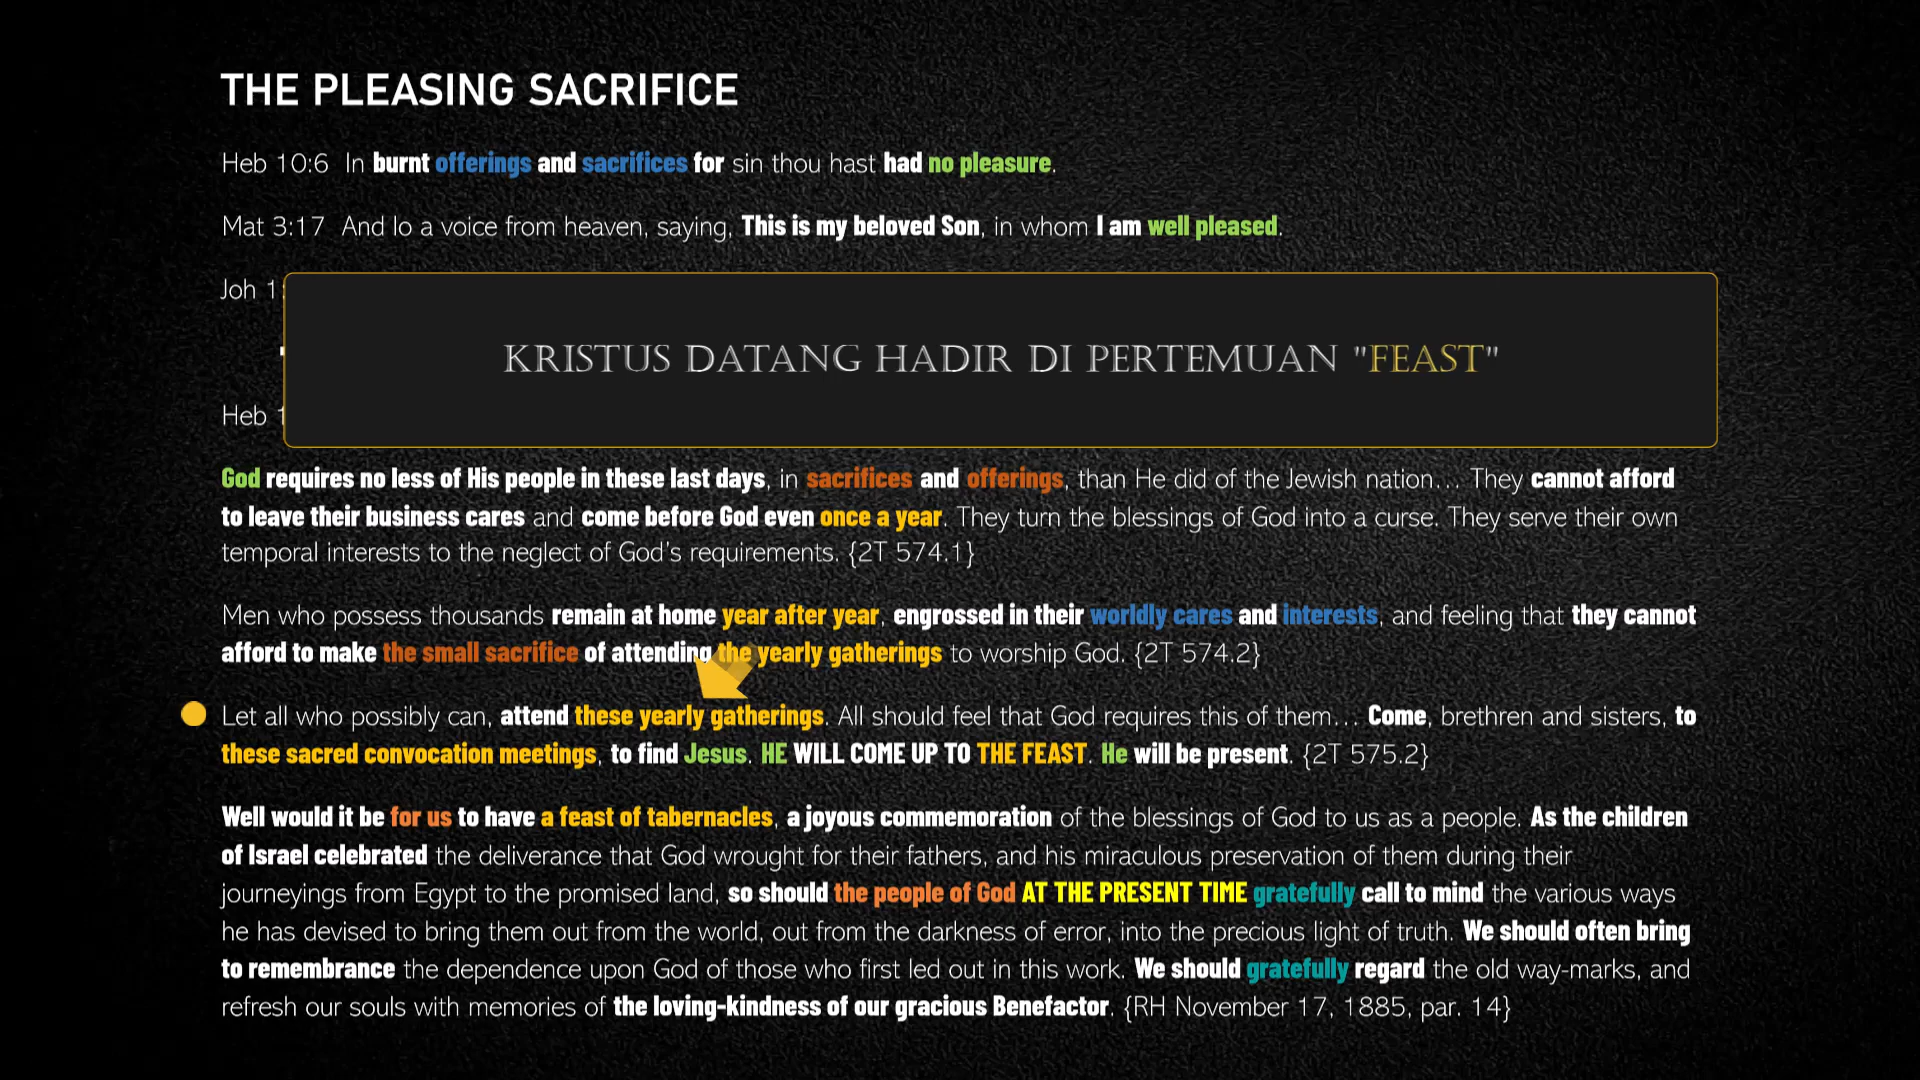 THE PLEASING SACRIFICE
Heb 10:6 In burnt offerings and sacrifices for sin thou hast had no pleasure.
Mat 3:17 And lo a voice from heaven, saying, This is my beloved Son, in whom I am well pleased.
Joh 1
KRISTUS DATANG HADIR DI PERTEMUAN "FEAST"
Heb 1
God requires no less of His people in these last days, in sacrifices and offerings, than He did of the Jewish nation... They cannot afford
to leave their business cares and come before God even once a year. They turn the blessings of God into a curse. They serve their own
temporal interests to the neglect of God's requirements. {2T 574.1}
Men who possess thousands remain at home year after year, engrossed in their worldly cares and interests, and feeling that they cannot
afford to make the small sacrifice of attending the yearly gatherings to worship God. {2T 574.2}
Let all who possibly can, attend these yearly gatherings. All should feel that God requires this of them... Come, brethren and sisters, to
these sacred convocation meetings, to find Jesus. HE WILL COME UP TO THE FEAST. He will be present. {2T 575.2}
Well would it be for us to have a feast of tabernacles, a joyous commemoration of the blessings of God to us as a people. As the children
of Israel celebrated the deliverance that God wrought for their fathers, and his miraculous preservation of them during their
journeyings from Egypt to the promised land, so should the people of God AT THE PRESENT TIME gratefully call to mind the various ways
he has devised to bring them out from the world, out from the darkness of error, into the precious light of truth. We should often bring
to remembrance the dependence upon God of those who first led out in this work. We should gratefully regard the old way-marks, and
refresh our souls with memories of the loving-kindness of our gracious Benefactor. {RH November 17, 1885, par. 14}